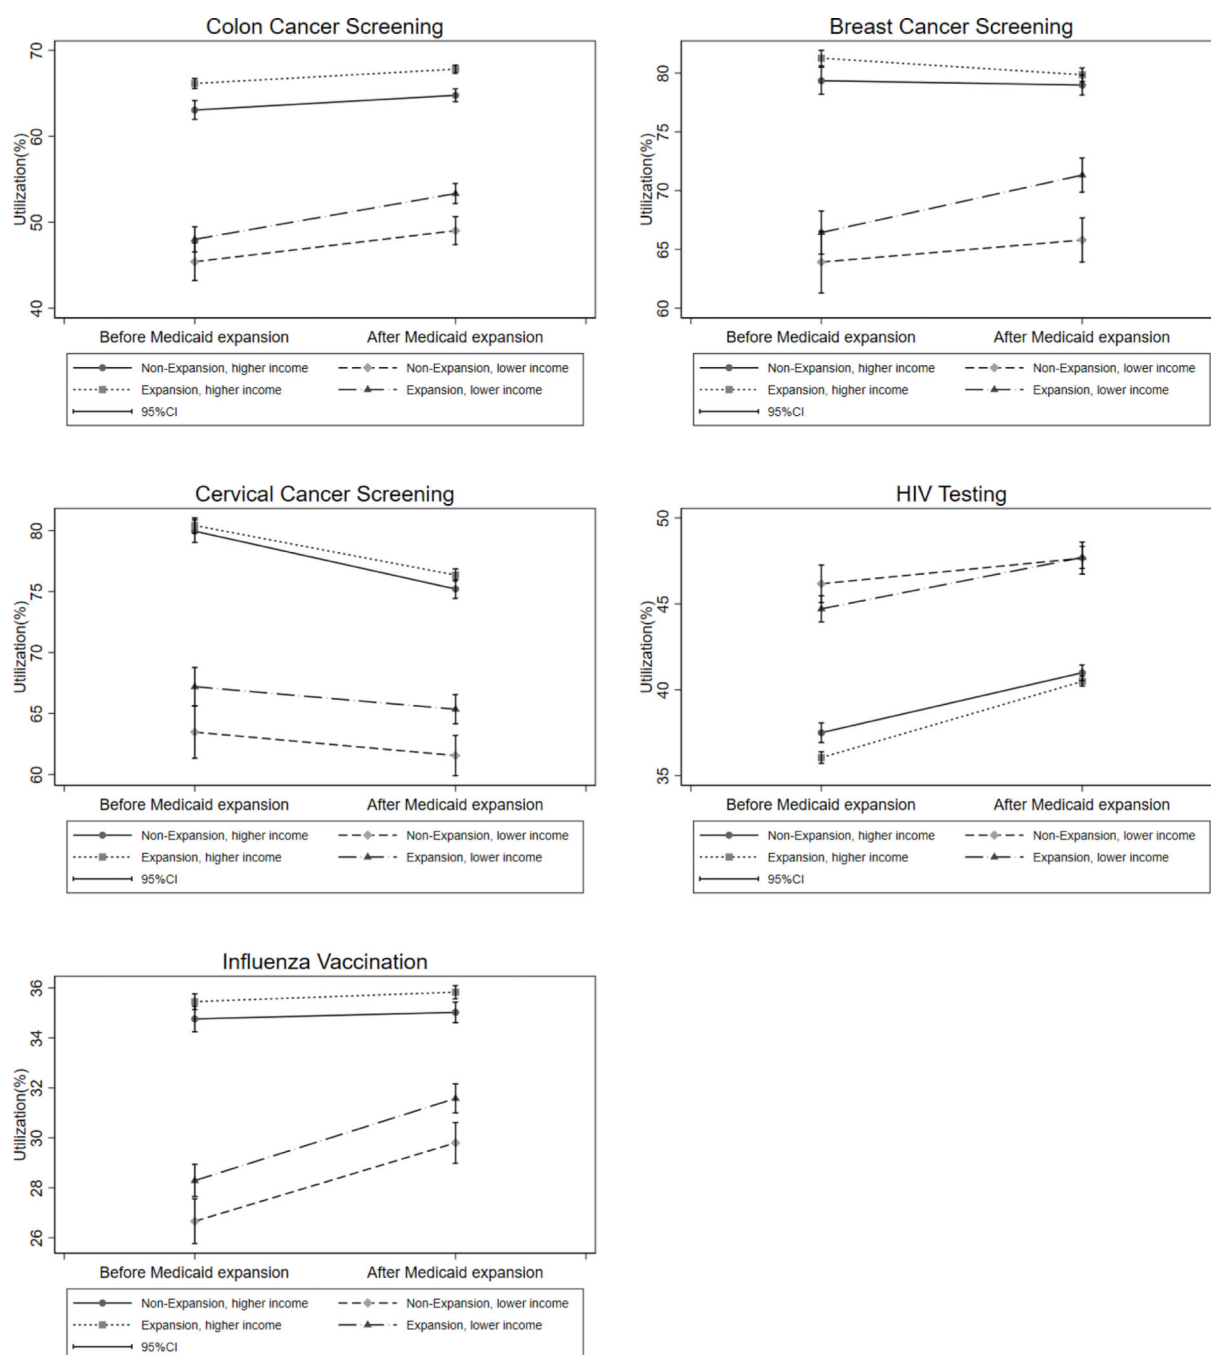 Colon Cancer Screening
Utilization(%)
70
60
50
40
Before Medicaid expansion After Medicaid expansion
Non-Expansion, higher income Non-Expansion, lower income
Expansion, higher income Expansion, lower income
95%CI
Breast Cancer Screening
Utilization(%)
80
75
70
65
60
Before Medicaid expansion After Medicaid expansion
Non-Expansion, higher income Non-Expansion, lower income
Expansion, higher income Expansion, lower income
95%CI
Cervical Cancer Screening
Utilization(%)
80
75
70
65
60
Before Medicaid expansion After Medicaid expansion
Non-Expansion, higher income Non-Expansion, lower income
Expansion, higher income Expansion, lower income
95%CI
HIV Testing
Utilization(%)
50
45
40
35
Before Medicaid expansion After Medicaid expansion
Non-Expansion, higher income Non-Expansion, lower income
Expansion, higher income Expansion, lower income
95%CI
Influenza Vaccination
Utilization(%)
36
34
32
30
28
26
Before Medicaid expansion After Medicaid expansion
Non-Expansion, higher income Non-Expansion, lower income
Expansion, higher income Expansion, lower income
95%CI